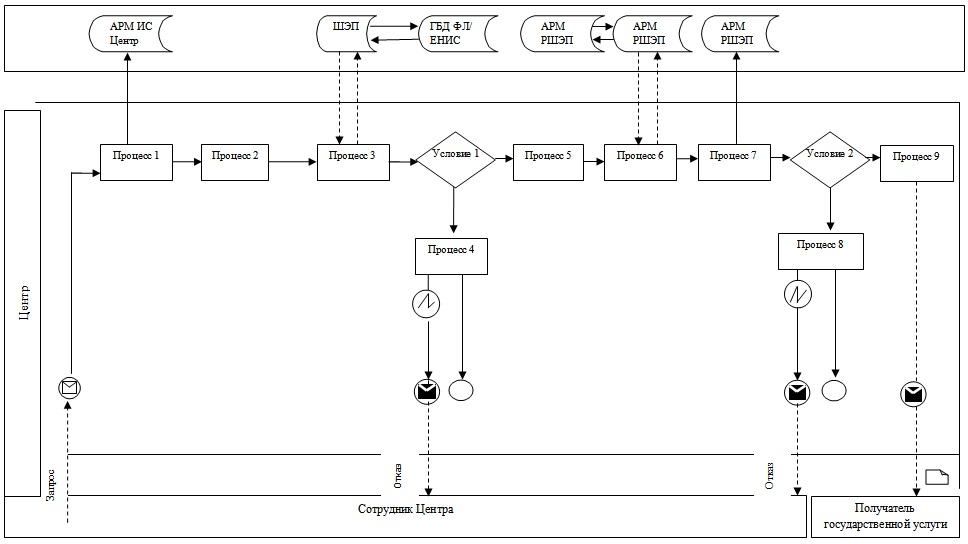 АРМ ИС
Центр
ШЭП
ГБД ФЛ/
ЕНИС
АРМ
РШЭП
АРМ
РШЭП
АРМ
РШЭП
Процесс 1
Процесс 2
Процесс 3
Условие 1
Процесс 5
Процесс 6
Процесс 7
Условие 2
Процесс 9
Процесс 4
Процесс 8
Центр
Запрос
Отказ
Отказ
Сотрудник Центра
Получатель
государственной услуги